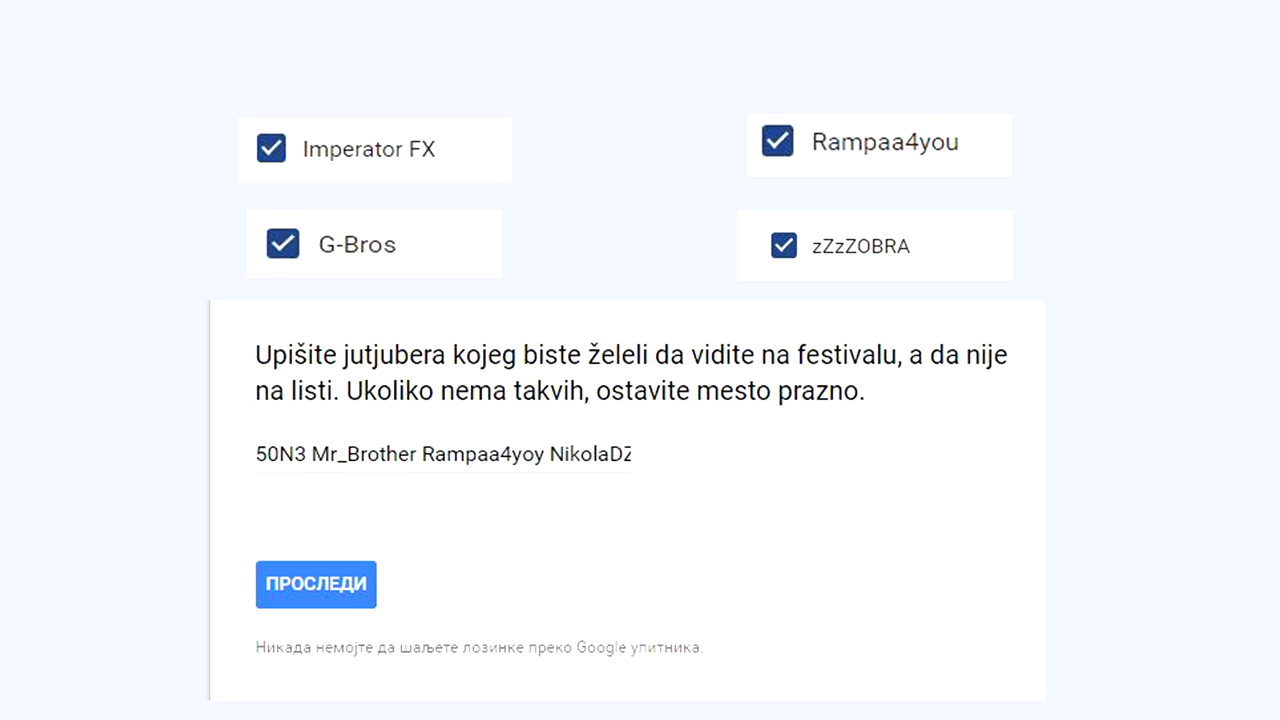 Imperator FX
Rampaa4you
G-Bros
zZzZOBRA
Upišite jutjubera kojeg biste želeli da vidite na festivalu, a da nije
na listi. Ukoliko nema takvih, ostavite mesto prazno.
50N3 Mr_Brother Rampaa4yoy NikolaDZ
ПРОСЛЕДИ
Никада немојте да шаљете лозинке преко Google упитника.